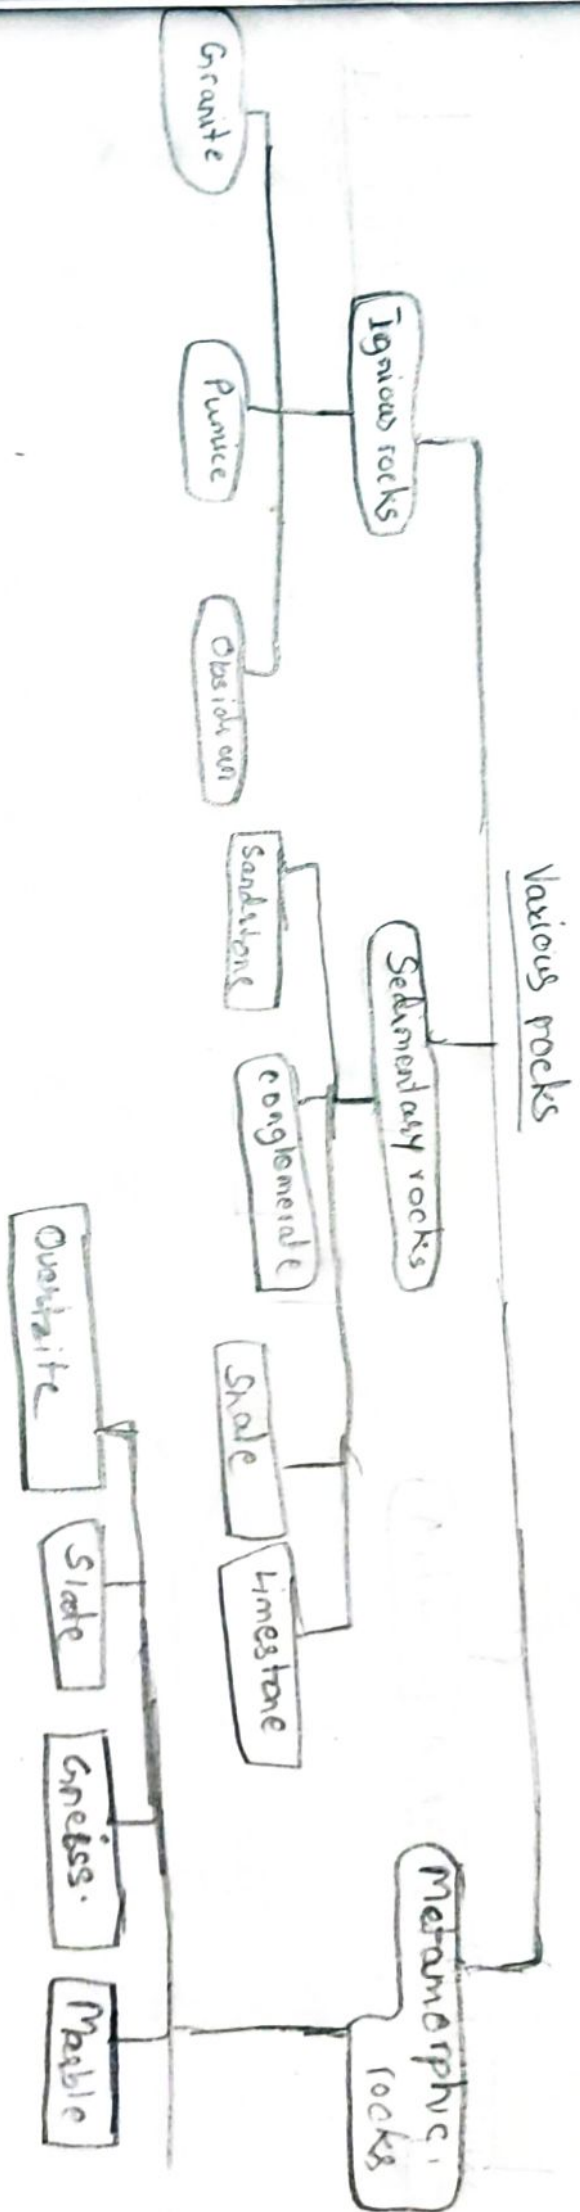 Various rocks
Ignious rocks
Sedimentary rocks
Metamorphic
rocks
Granite
Pumice
Obsidian
Sandstone
conglomerate
Shale
Limestone
Quartzite
Slate
Gneiss.
Marble